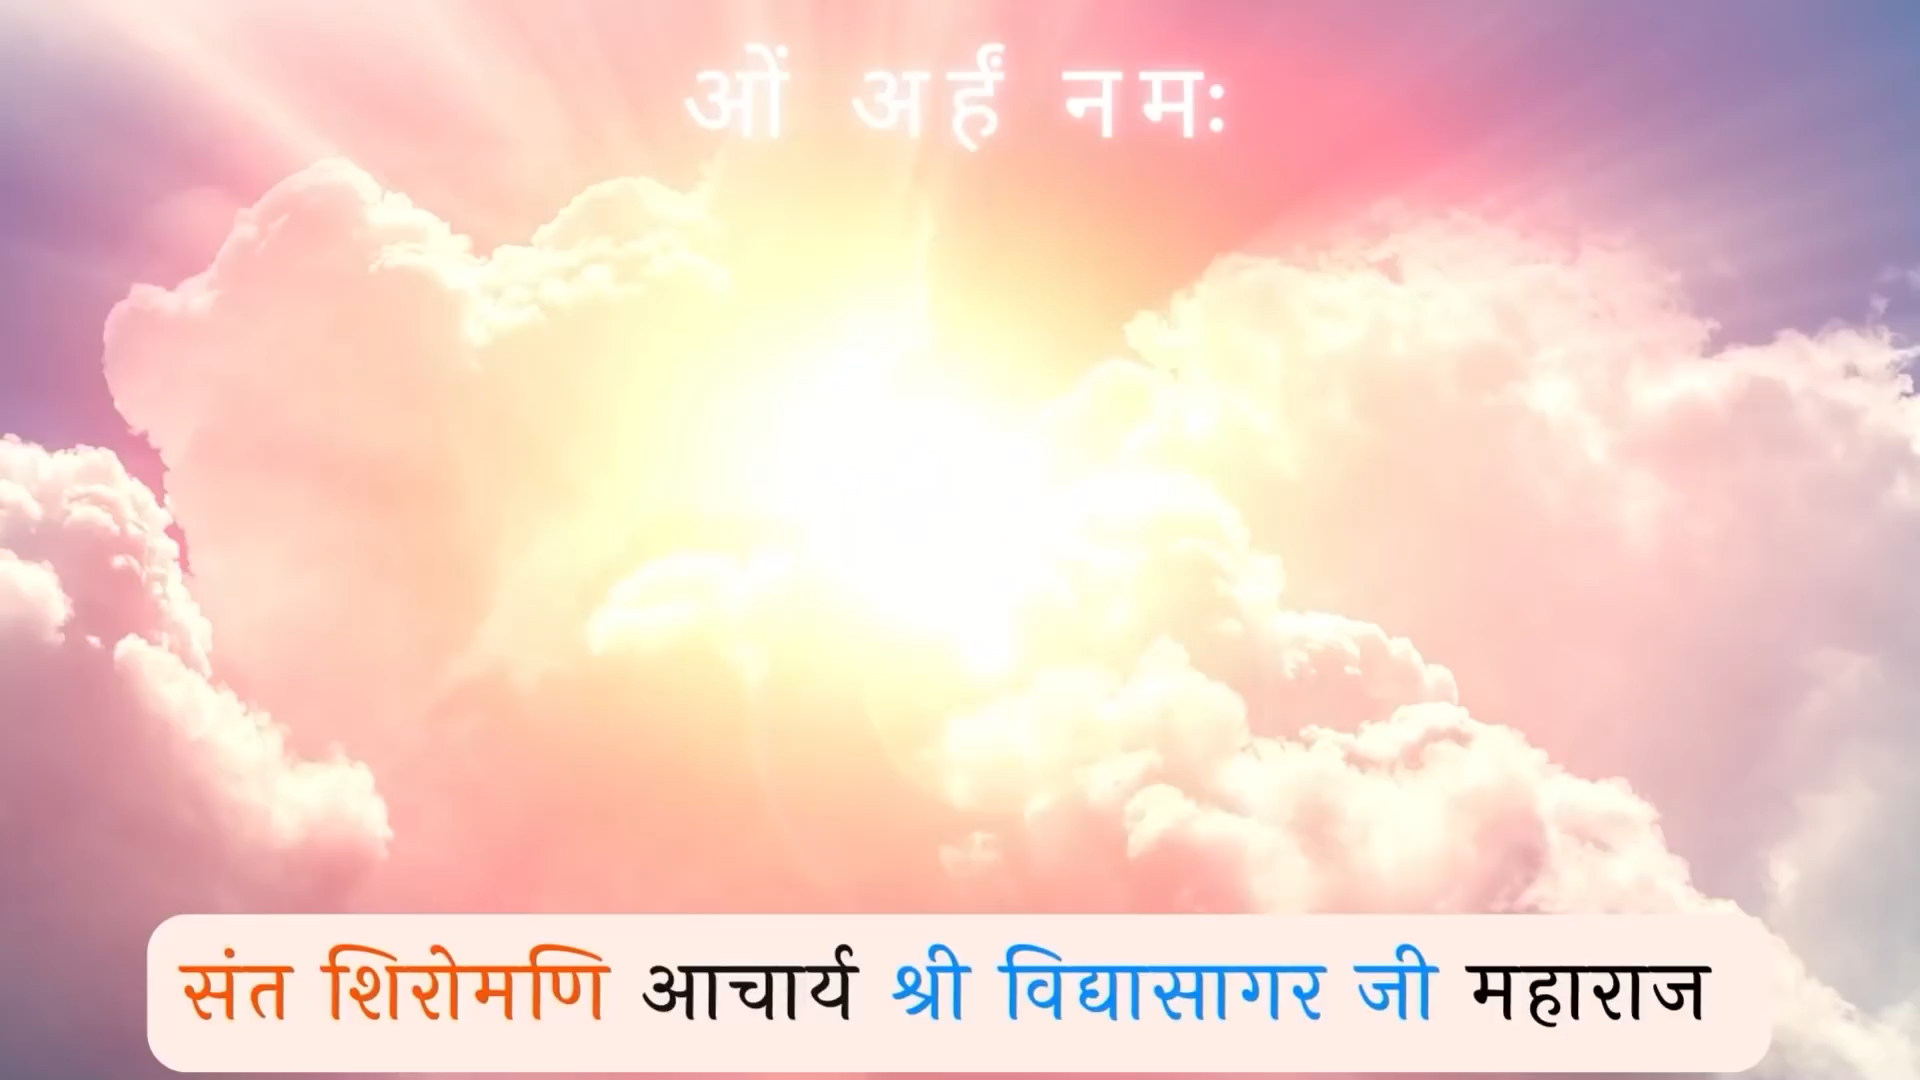 ओं अर्हं नमः
संत शिरोमणि आचार्य श्री विद्यासागर जी महाराज